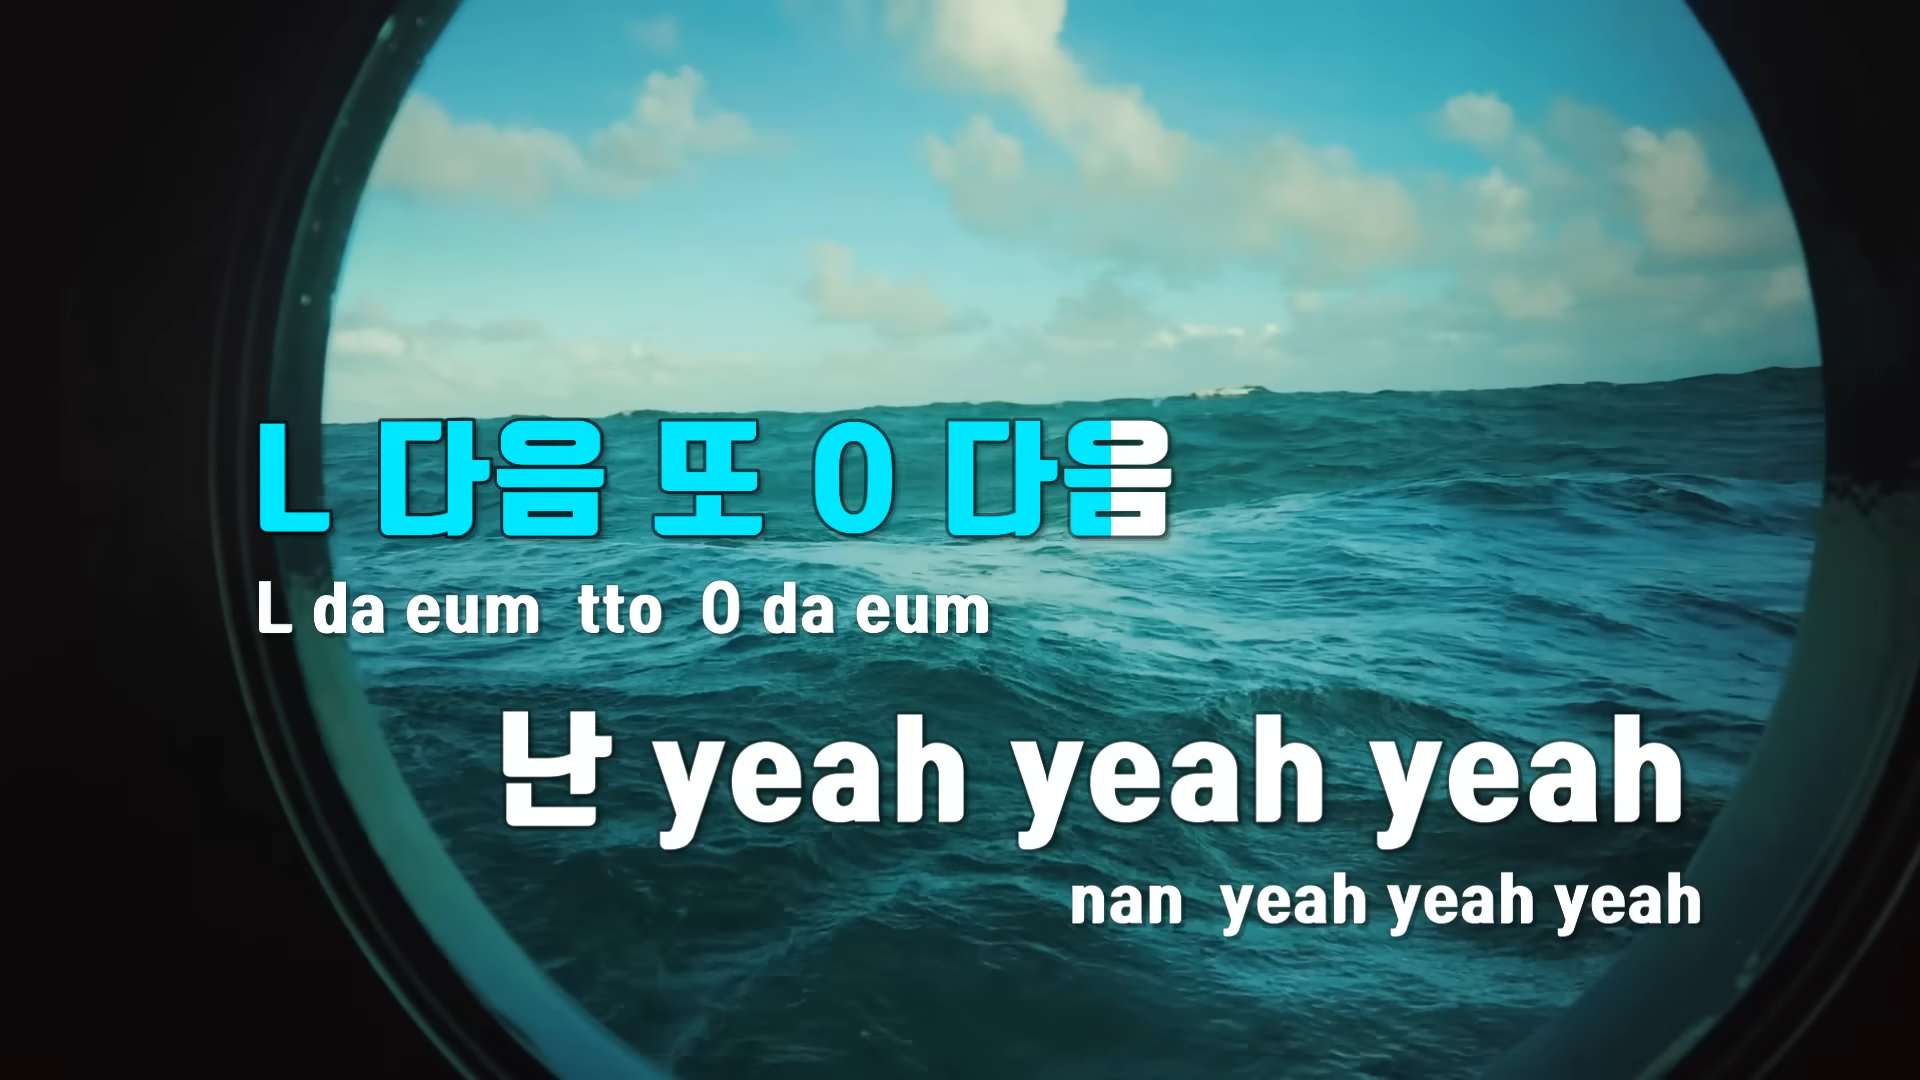 L 다음 또 O 다음
L da eum tto O da eum
난 yeah yeah yeah
nan yeah yeah yeah